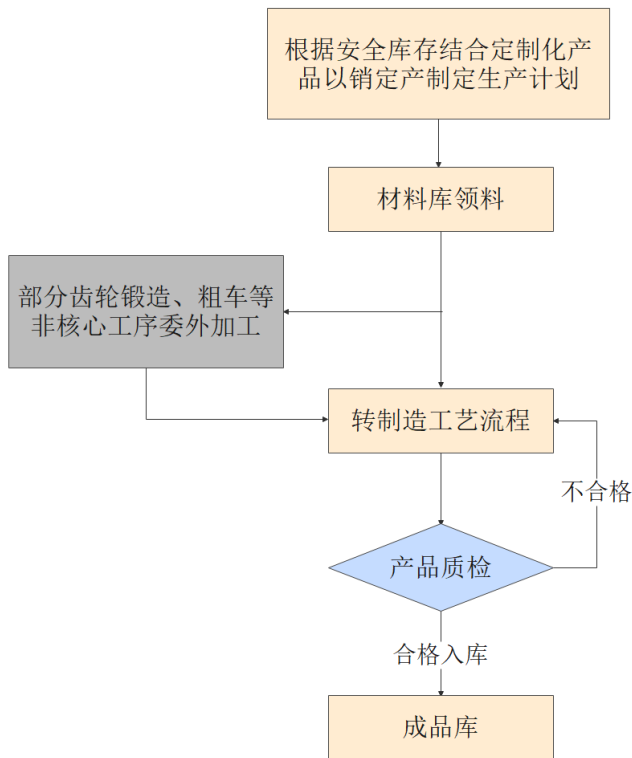 根据安全库存结合定制化产
品以销定产制定生产计划
材料库领料
部分齿轮锻造、粗车等
非核心工序委外加工
转制造工艺流程
不合格
产品质检
合格入库
成品库